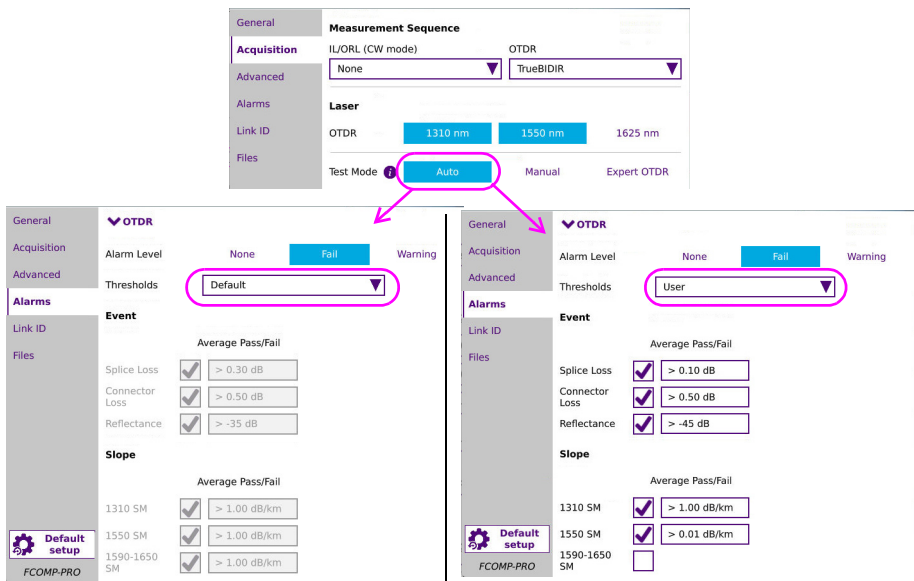 General
Acquisition
Advanced
Alarms
Link ID
Files
Measurement Sequence
IL/ORL (CW mode) OTDR
None TrueBIDIR
Laser
OTDR 1310 nm 1550 nm 1625 nm
Test Mode i Auto Manual Expert OTDR
General
Acquisition
Advanced
Alarms
Link ID
Files
Default
setup
FCOMP-PRO
OTDR
Alarm Level None Fail Warning
Thresholds Default
Event
Average Pass/Fail
Splice Loss > 0.30 dB
Connector
Loss > 0.50 dB
Reflectance > -35 dB
Slope
Average Pass/Fail
1310 SM > 1.00 dB/km
1550 SM > 1.00 dB/km
1590-1650
SM > 1.00 dB/km
General
Acquisition
Advanced
Alarms
Link ID
Files
Default
setup
FCOMP-PRO
OTDR
Alarm Level None Fail Warning
Thresholds User
Event
Average Pass/Fail
Splice Loss > 0.10 dB
Connector
Loss > 0.50 dB
Reflectance > -45 dB
Slope
Average Pass/Fail
1310 SM > 1.00 dB/km
1550 SM > 0.01 dB/km
1590-1650
SM